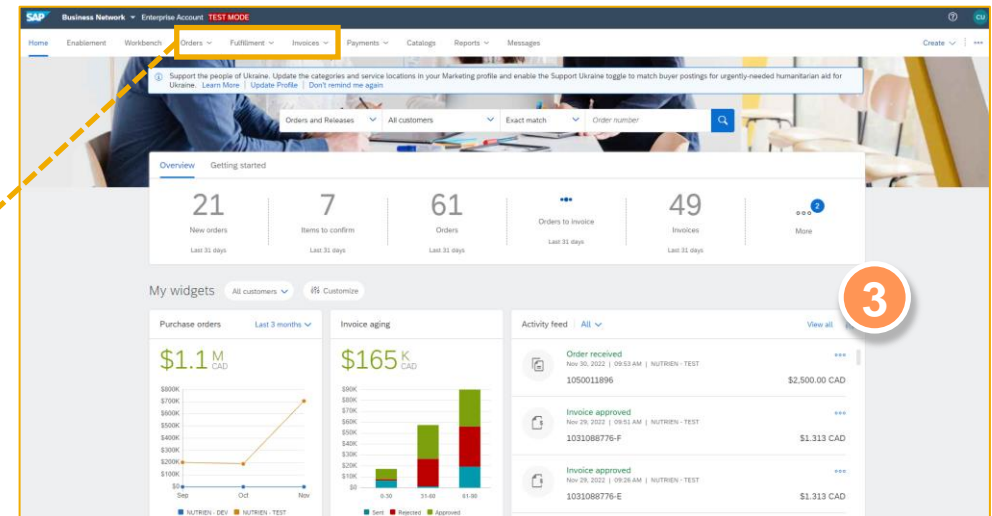 SAP Business Network Enterprise Account TEST MODE CU
Home Enablement Workbench Orders Fulfillment Invoices Payments Catalogs Reports Messages Create
Support the people of Ukraine. Update the categories and service locations in your Marketing profile and enable the Support Ukraine toggle to match buyer postings for urgently-needed humanitarian aid for
Ukraine. Learn More | Update Profile | Don't remind me again
Orders and Releases All customers Exact match Order number
Overview Getting started
21 7 61 49 2
New orders Items to confirm Orders Orders to invoice Invoices More
Last 31 days Last 31 days Last 31 days Last 31 days Last 31 days
My widgets All customers Customize
3
Purchase orders Last 3 months
$1.1 M CAD
$800K
$700K
$600K
$500K
$400K
$300K
$200K
$100K
$0
Sep Oct Nov
NUTRIEN - DEV NUTRIEN - TEST
Invoice aging
$165 K CAD
$90K
$80K
$70K
$60K
$50K
$40K
$30K
$20K
$10K
$0
0-30 31-60 61-90
Sent Rejected Approved
Activity feed All View all
Order received
Nov 30, 2022 | 09:53 AM | NUTRIEN - TEST
1050011896 $2,500.00 CAD
Invoice approved
Nov 29, 2022 | 09:51 AM | NUTRIEN - TEST
1031088776-F $1.313 CAD
Invoice approved
Nov 29, 2022 | 09:26 AM | NUTRIEN - TEST
1031088776-E $1.313 CAD